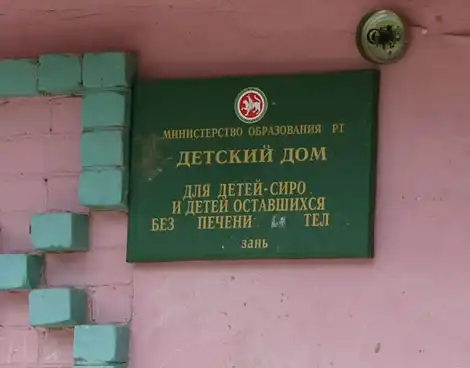 МИНИСТЕРСТВО ОБРАЗОВАНИЯ РТ
ДЕТСКИЙ ДОМ
ДЛЯ ДЕТЕЙ-СИРО
И ДЕТЕЙ ОСТАВШИХСЯ
БЕЗ ПЕЧЕНИ ТЕЛ
зань